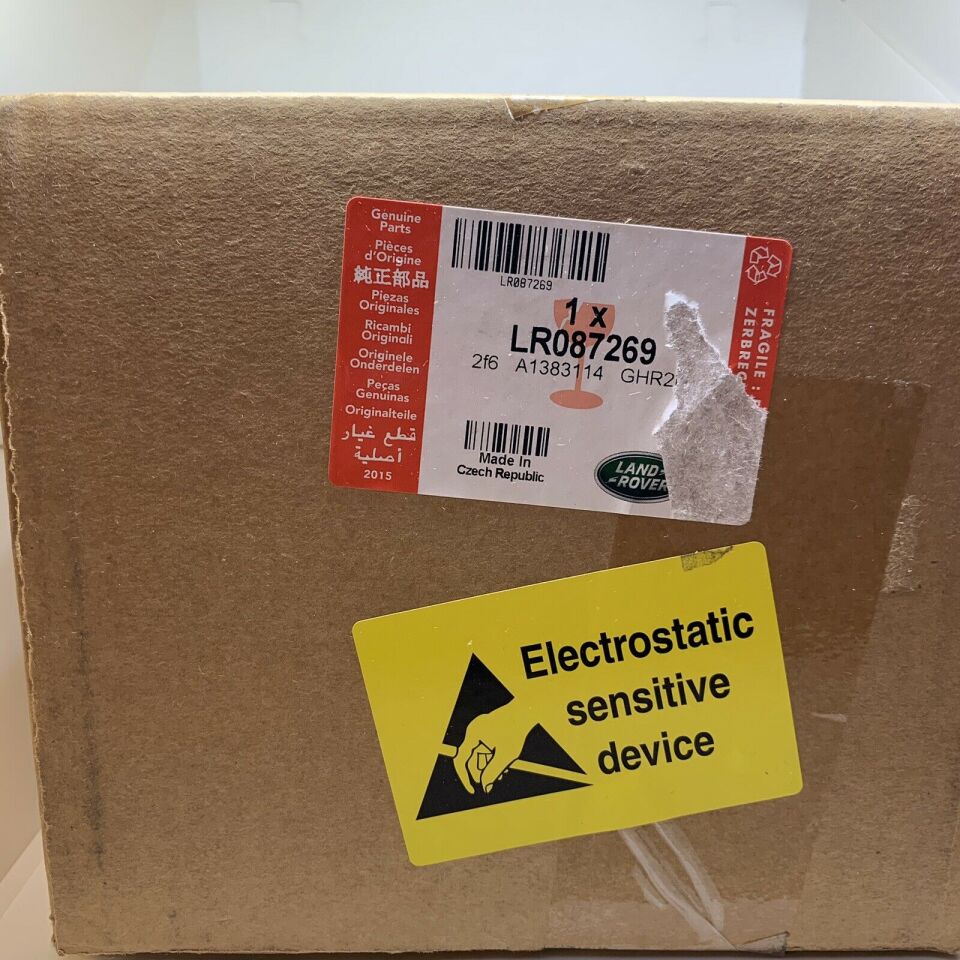 Genuine
Parts
Pièces
d'Origine
純正部品
Piezas
Originales
Ricambi
Originali
Originele
Onderdelen
Peças
Genuinas
Originalteile
قطع غيار
أصلية
2015
LR087269
1 x
LR087269
2f6 A1383114
Made In
Czech Republic
LAND-
-ROVER
FRAGILE :
Electrostatic
sensitive
device